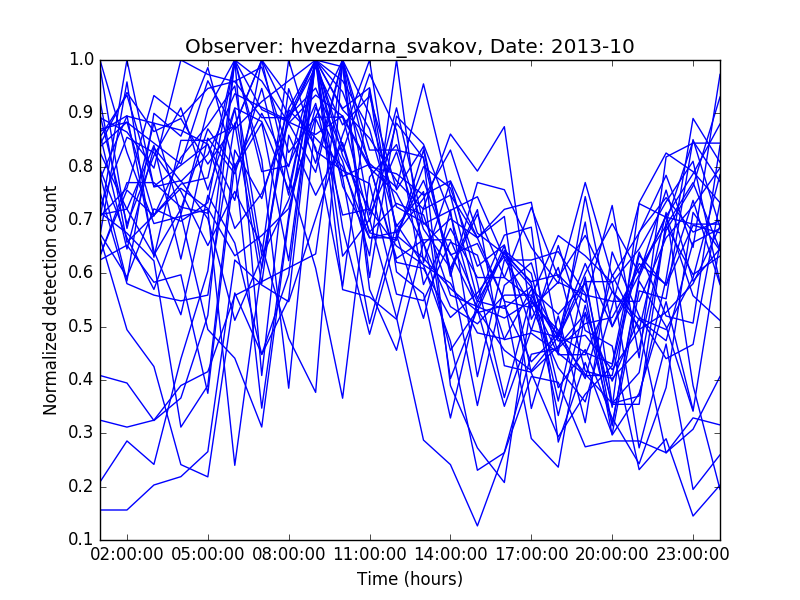 Observer: hvezdarna_svakov, Date: 2013-10
1.0
0.9
0.8
0.7
0.6
0.5
0.4
0.3
0.2
0.1
Normalized detection count
02:00:00 05:00:00 08:00:00 11:00:00 14:00:00 17:00:00 20:00:00 23:00:00
Time (hours)